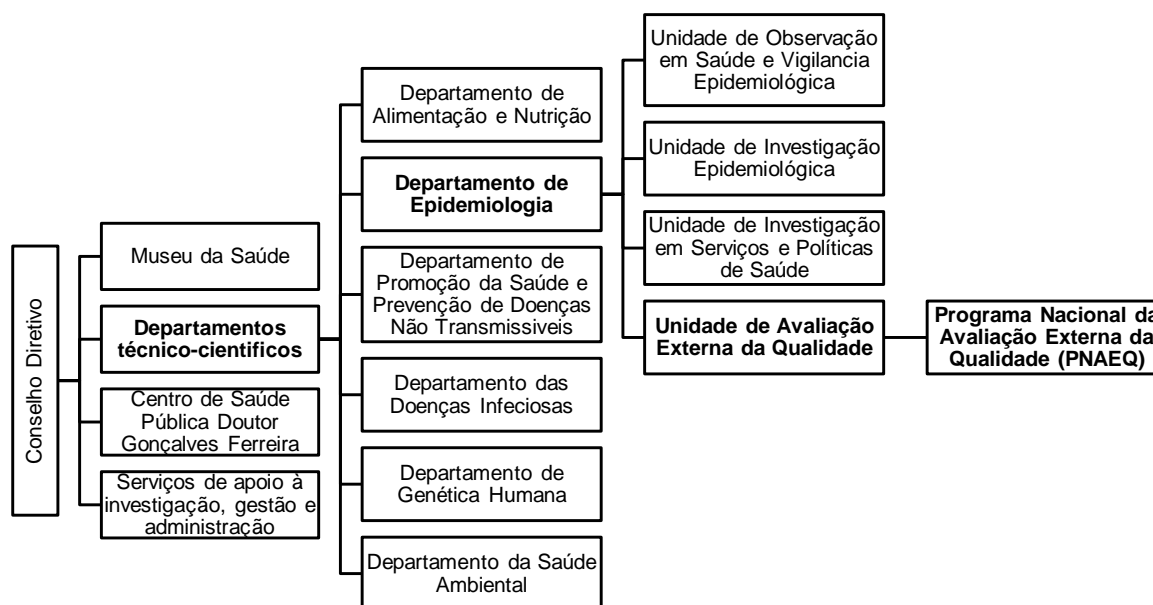 Conselho Diretivo
Museu da Saúde
Departamentos
técnico-cientificos
Centro de Saúde
Pública Doutor
Gonçalves Ferreira
Serviços de apoio à
investigação, gestão e
administração
Departamento de
Alimentação e Nutrição
Departamento de
Epidemiologia
Departamento de
Promoção da Saúde e
Prevenção de Doenças
Não Transmissiveis
Departamento das
Doenças Infeciosas
Departamento de
Genética Humana
Departamento da Saúde
Ambiental
Unidade de Observação
em Saúde e Vigilancia
Epidemiológica
Unidade de Investigação
Epidemiológica
Unidade de Investigação
em Serviços e Políticas
de Saúde
Unidade de Avaliação
Externa da Qualidade
Programa Nacional da
Avaliação Externa da
Qualidade (PNAEQ)